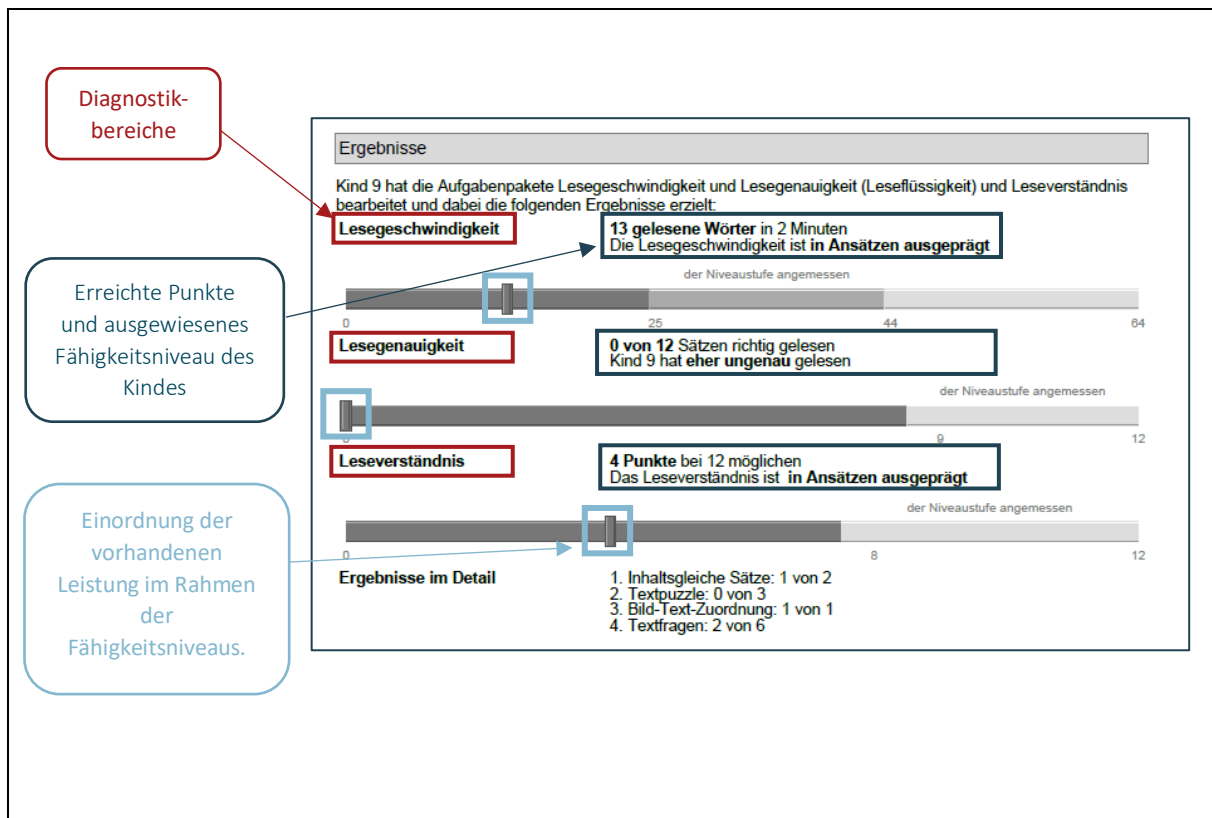 Diagnostik-
bereiche
Erreichte Punkte
und ausgewiesenes
Fähigkeitsniveau des
Kindes
Einordnung der
vorhandenen
Leistung im Rahmen
der
Fähigkeitsniveaus.
Ergebnisse
Kind 9 hat die Aufgabenpakete Lesegeschwindigkeit und Lesegenauigkeit (Leseflüssigkeit) und Leseverständnis
bearbeitet und dabei die folgenden Ergebnisse erzielt:
Lesegeschwindigkeit
13 gelesene Wörter in 2 Minuten
Die Lesegeschwindigkeit ist in Ansätzen ausgeprägt
der Niveaustufe angemessen
0 25 44 64
Lesegenauigkeit
0 von 12 Sätzen richtig gelesen
Kind 9 hat eher ungenau gelesen
der Niveaustufe angemessen
0 9 12
Leseverständnis
4 Punkte bei 12 möglichen
Das Leseverständnis ist in Ansätzen ausgeprägt
der Niveaustufe angemessen
0 8 12
Ergebnisse im Detail
1. Inhaltsgleiche Sätze: 1 von 2
2. Textpuzzle: 0 von 3
3. Bild-Text-Zuordnung: 1 von 1
4. Textfragen: 2 von 6